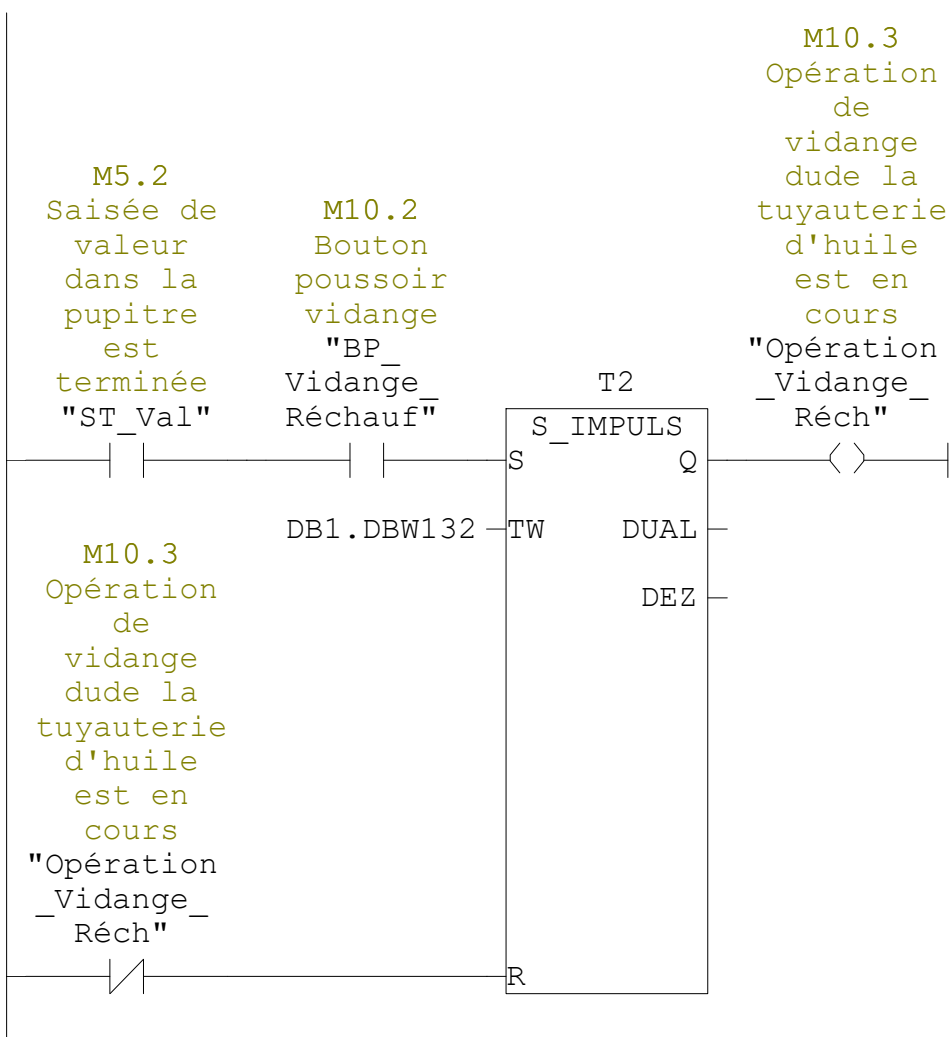 M10.3
Opération
de
vidange
dude la
tuyauterie
d'huile
est en
cours
"Opération
_Vidange_
Réch"
M5.2
Saisée de
valeur
dans la
pupitre
est
terminée
"ST_Val"
M10.2
Bouton
poussoir
vidange
"BP_
Vidange_
Réchauf"
T2
S_IMPULS
S
Q
DB1.DBW132
TW
DUAL
DEZ
M10.3
Opération
de
vidange
dude la
tuyauterie
d'huile
est en
cours
"Opération
_Vidange_
Réch"
R